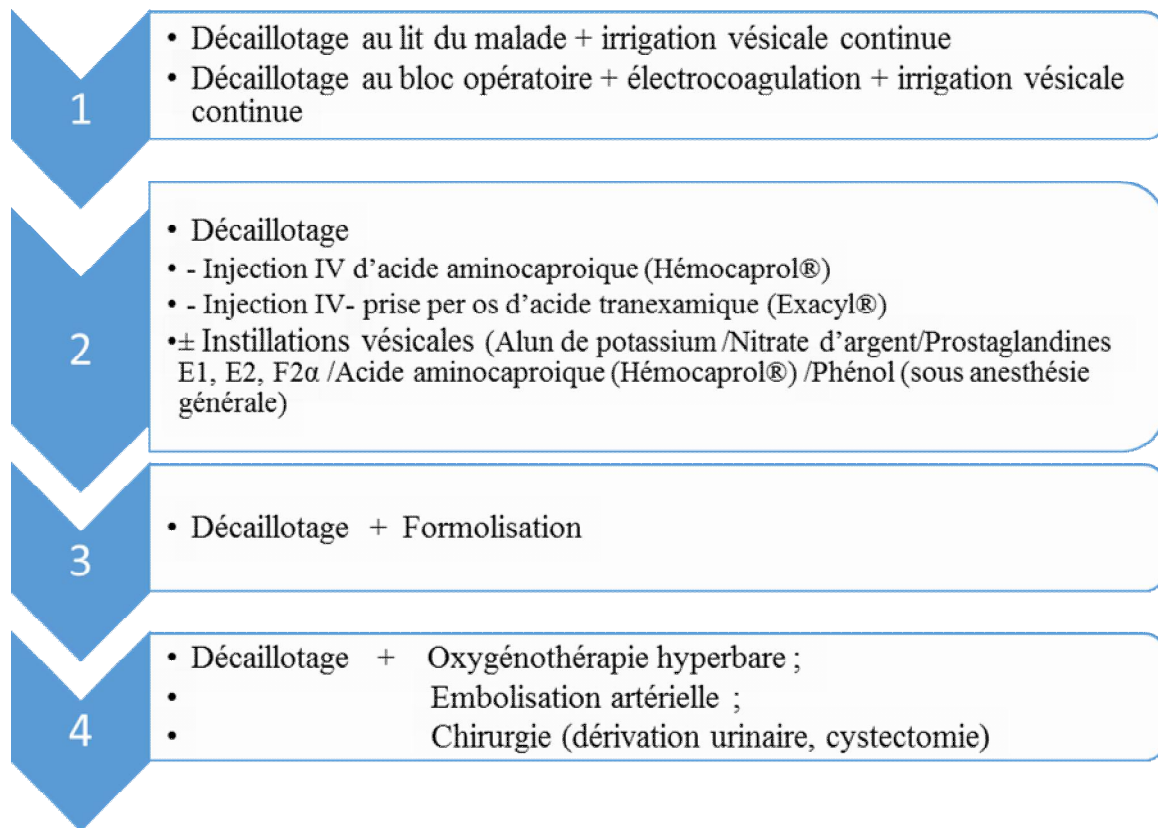 1
• Décaillotage au lit du malade + irrigation vésicale continue
• Décaillotage au bloc opératoire + électrocoagulation + irrigation vésicale
continue
2
• Décaillotage
• - Injection IV d’acide aminocaproique (Hémocaprol®)
• - Injection IV- prise per os d’acide tranexamique (Exacyl®)
•± Instillations vésicales (Alun de potassium /Nitrate d’argent/Prostaglandines
E1, E2, F2α /Acide aminocaproique (Hémocaprol®) /Phénol (sous anesthésie
générale)
3
• Décaillotage + Formolisation
4
• Décaillotage + Oxygénothérapie hyperbare ;
• Embolisation artérielle ;
• Chirurgie (dérivation urinaire, cystectomie)